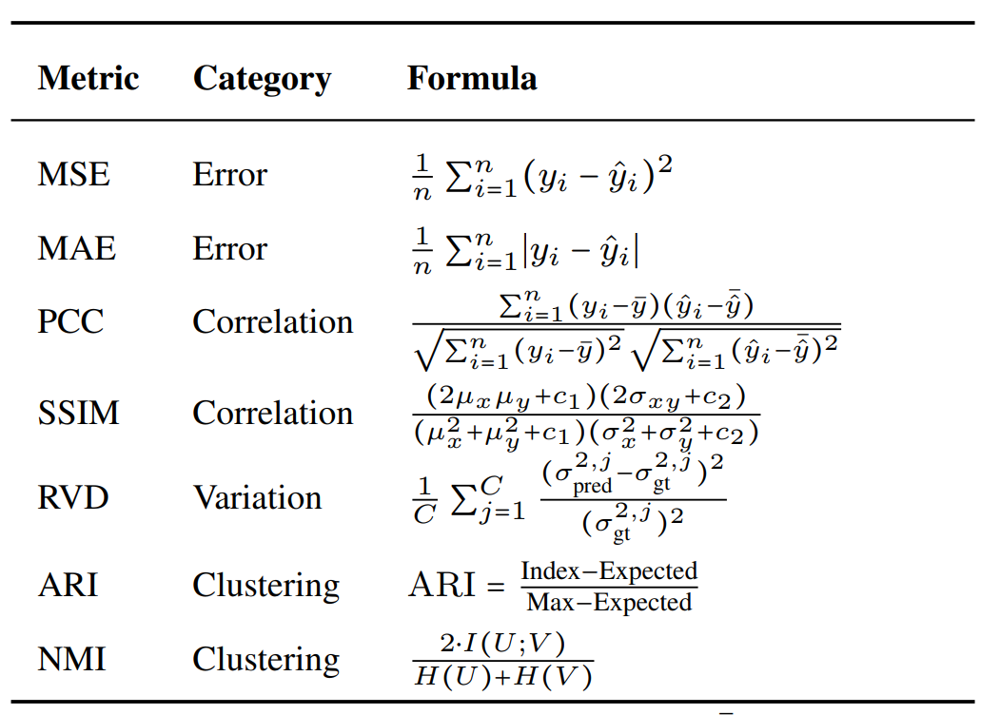 Metric Category Formula
MSE Error $\frac{1}{n}\sum_{i=1}^{n}(y_i-\hat{y}_i)^2$
MAE Error $\frac{1}{n}\sum_{i=1}^{n}|y_i-\hat{y}_i|$
PCC Correlation $\frac{\sum_{i=1}^{n}(y_i-\bar{y})(\hat{y}_i-\bar{\hat{y}})}{\sqrt{\sum_{i=1}^{n}(y_i-\bar{y})^2}\sqrt{\sum_{i=1}^{n}(\hat{y}_i-\bar{\hat{y}})^2}}$
SSIM Correlation $\frac{(2\mu_x\mu_y+c_1)(2\sigma_{xy}+c_2)}{(\mu_x^2+\mu_y^2+c_1)(\sigma_x^2+\sigma_y^2+c_2)}$
RVD Variation $\frac{1}{C}\sum_{j=1}^{C}\frac{(\sigma_{\text{pred}}^{2,j}-\sigma_{\text{gt}}^{2,j})^2}{(\sigma_{\text{gt}}^{2,j})^2}$
ARI Clustering $\text{ARI}=\frac{\text{Index}-\text{Expected}}{\text{Max}-\text{Expected}}$
NMI Clustering $\frac{2\cdot I(U;V)}{H(U)+H(V)}$